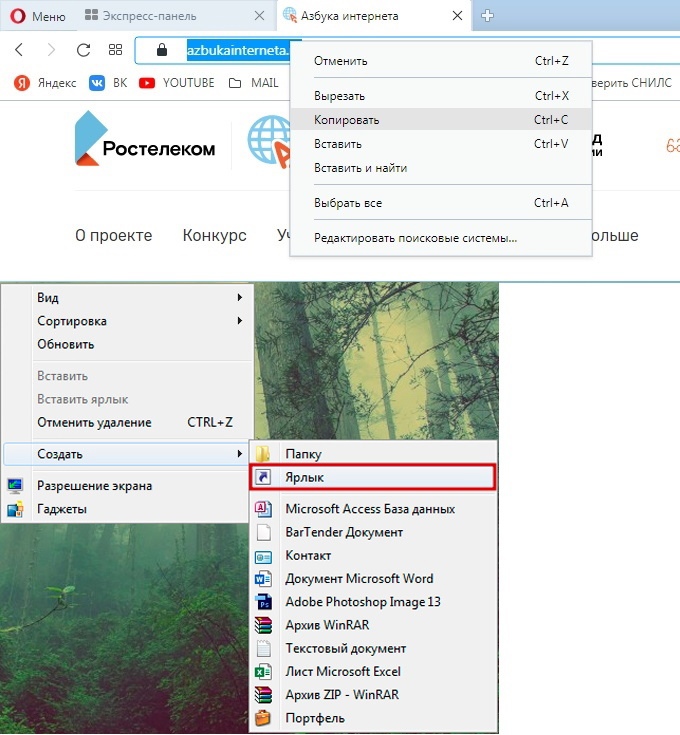 Меню Экспресс-панель Азбука интернета
azbukainterneta.
Яндекс ВК YOUTUBE MAIL верить СНИЛС
Отменить Ctrl+Z
Вырезать Ctrl+X
Копировать Ctrl+C
Вставить Ctrl+V
Вставить и найти
Выбрать все Ctrl+A
Редактировать поисковые системы...
Ростелеком
О проекте Конкурс Уч ольше
Вид
Сортировка
Обновить
Вставить
Вставить ярлык
Отменить удаление CTRL+Z
Создать
Разрешение экрана
Гаджеты
Папку
Ярлык
Microsoft Access База данных
BarTender Документ
Контакт
Документ Microsoft Word
Adobe Photoshop Image 13
Архив WinRAR
Текстовый документ
Лист Microsoft Excel
Архив ZIP - WinRAR
Портфель